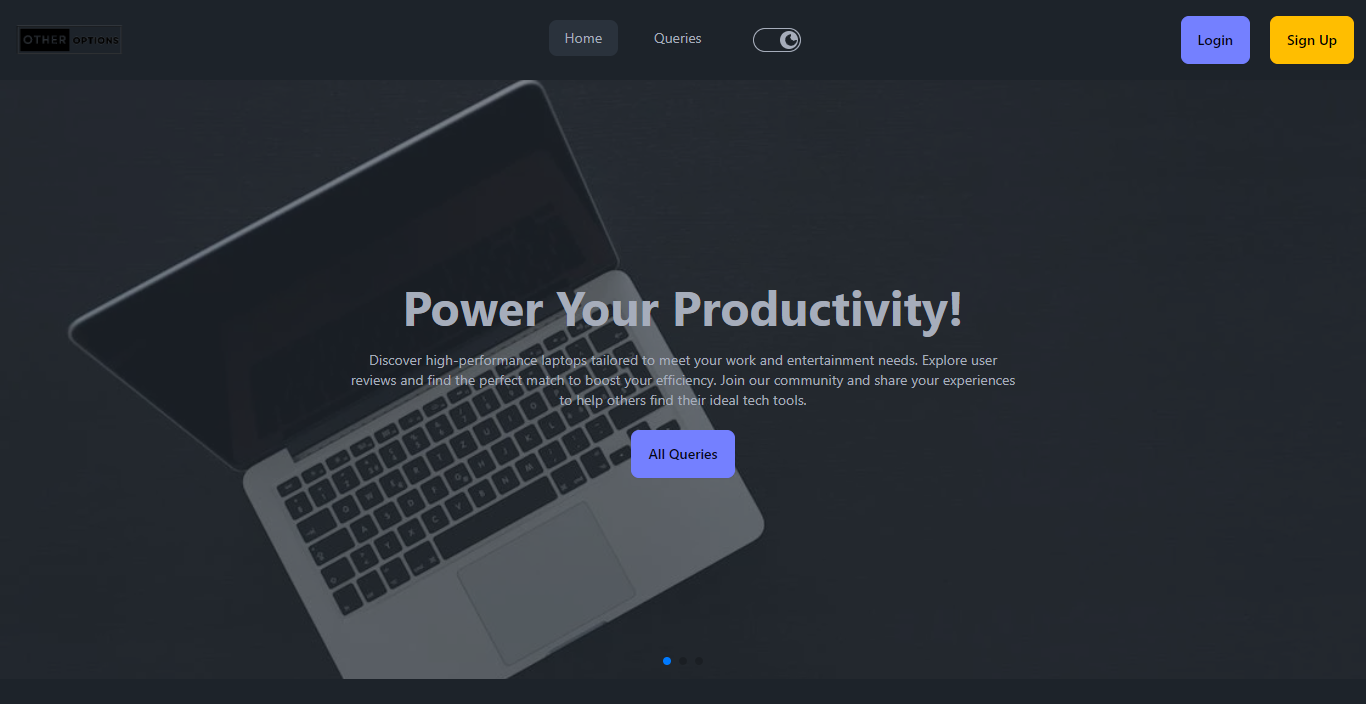 OTHER OPTIONS
Home
Queries
Login
Sign Up
Power Your Productivity!
Discover high-performance laptops tailored to meet your work and entertainment needs. Explore user
reviews and find the perfect match to boost your efficiency. Join our community and share your experiences
to help others find their ideal tech tools.
All Queries